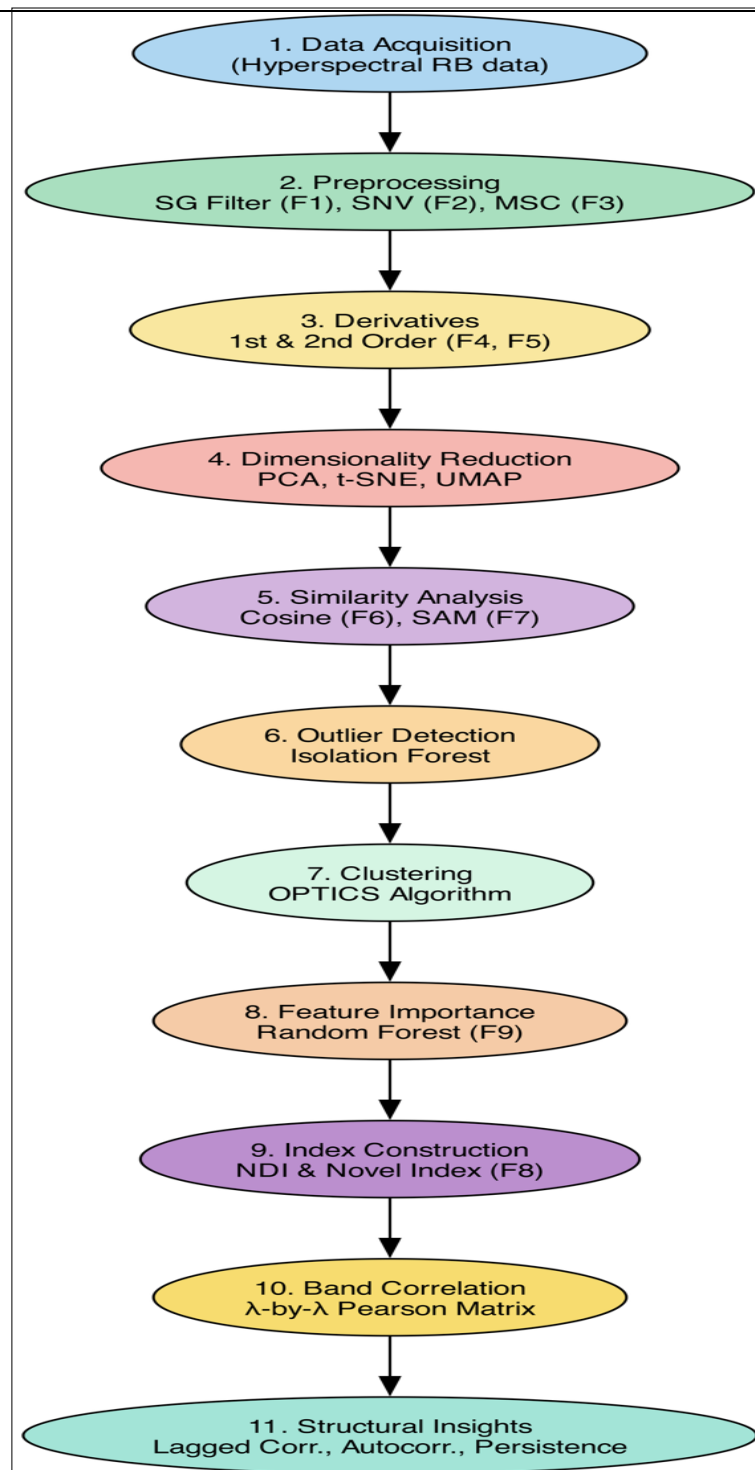 1. Data Acquisition
(Hyperspectral RB data)
2. Preprocessing
SG Filter (F1), SNV (F2), MSC (F3)
3. Derivatives
1st & 2nd Order (F4, F5)
4. Dimensionality Reduction
PCA, t-SNE, UMAP
5. Similarity Analysis
Cosine (F6), SAM (F7)
6. Outlier Detection
Isolation Forest
7. Clustering
OPTICS Algorithm
8. Feature Importance
Random Forest (F9)
9. Index Construction
NDI & Novel Index (F8)
10. Band Correlation
λ-by-λ Pearson Matrix
11. Structural Insights
Lagged Corr., Autocorr., Persistence